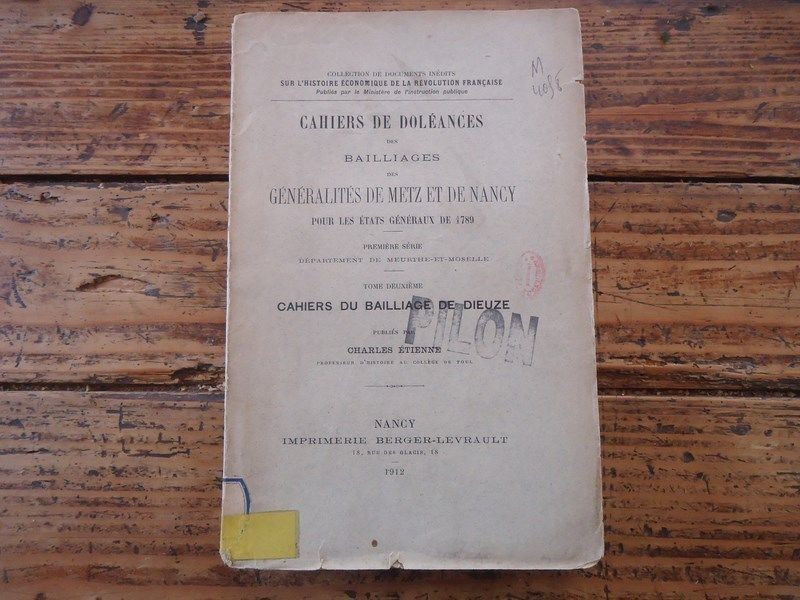 M
4098
COLLECTION DE DOCUMENTS INÉDITS
SUR L'HISTOIRE ÉCONOMIQUE DE LA RÉVOLUTION FRANÇAISE
Publiés par le Ministère de l'instruction publique
CAHIERS DE DOLÉANCES
DES
BAILLIAGES
DES
GÉNÉRALITÉS DE METZ ET DE NANCY
POUR LES ÉTATS GÉNÉRAUX DE 1789
PREMIÈRE SÉRIE
DÉPARTEMENT DE MEURTHE-ET-MOSELLE
TOME DEUXIÈME
CAHIERS DU BAILLIAGE DE DIEUZE
PUBLIÉS PAR
PILON
CHARLES ÉTIENNE
PROFESSEUR D'HISTOIRE AU COLLÈGE DE TOUL
NANCY
IMPRIMERIE BERGER-LEVRAULT
18, RUE DES GLACIS, 18
1912